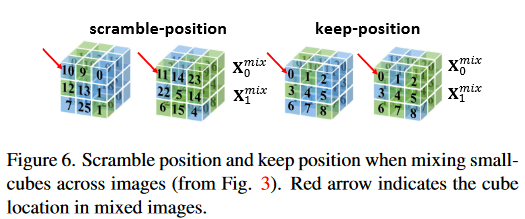 scramble-position keep-position
10 9 0 11 14 23 X₀ᵐⁱˣ 0 1 2 0 1 2 X₀ᵐⁱˣ
12 13 1 22 5 14 X₁ᵐⁱˣ 3 4 5 3 4 5 X₁ᵐⁱˣ
7 25 1 6 15 4 6 7 8 6 7 8
Figure 6. Scramble position and keep position when mixing small-
cubes across images (from Fig. 3). Red arrow indicates the cube
location in mixed images.